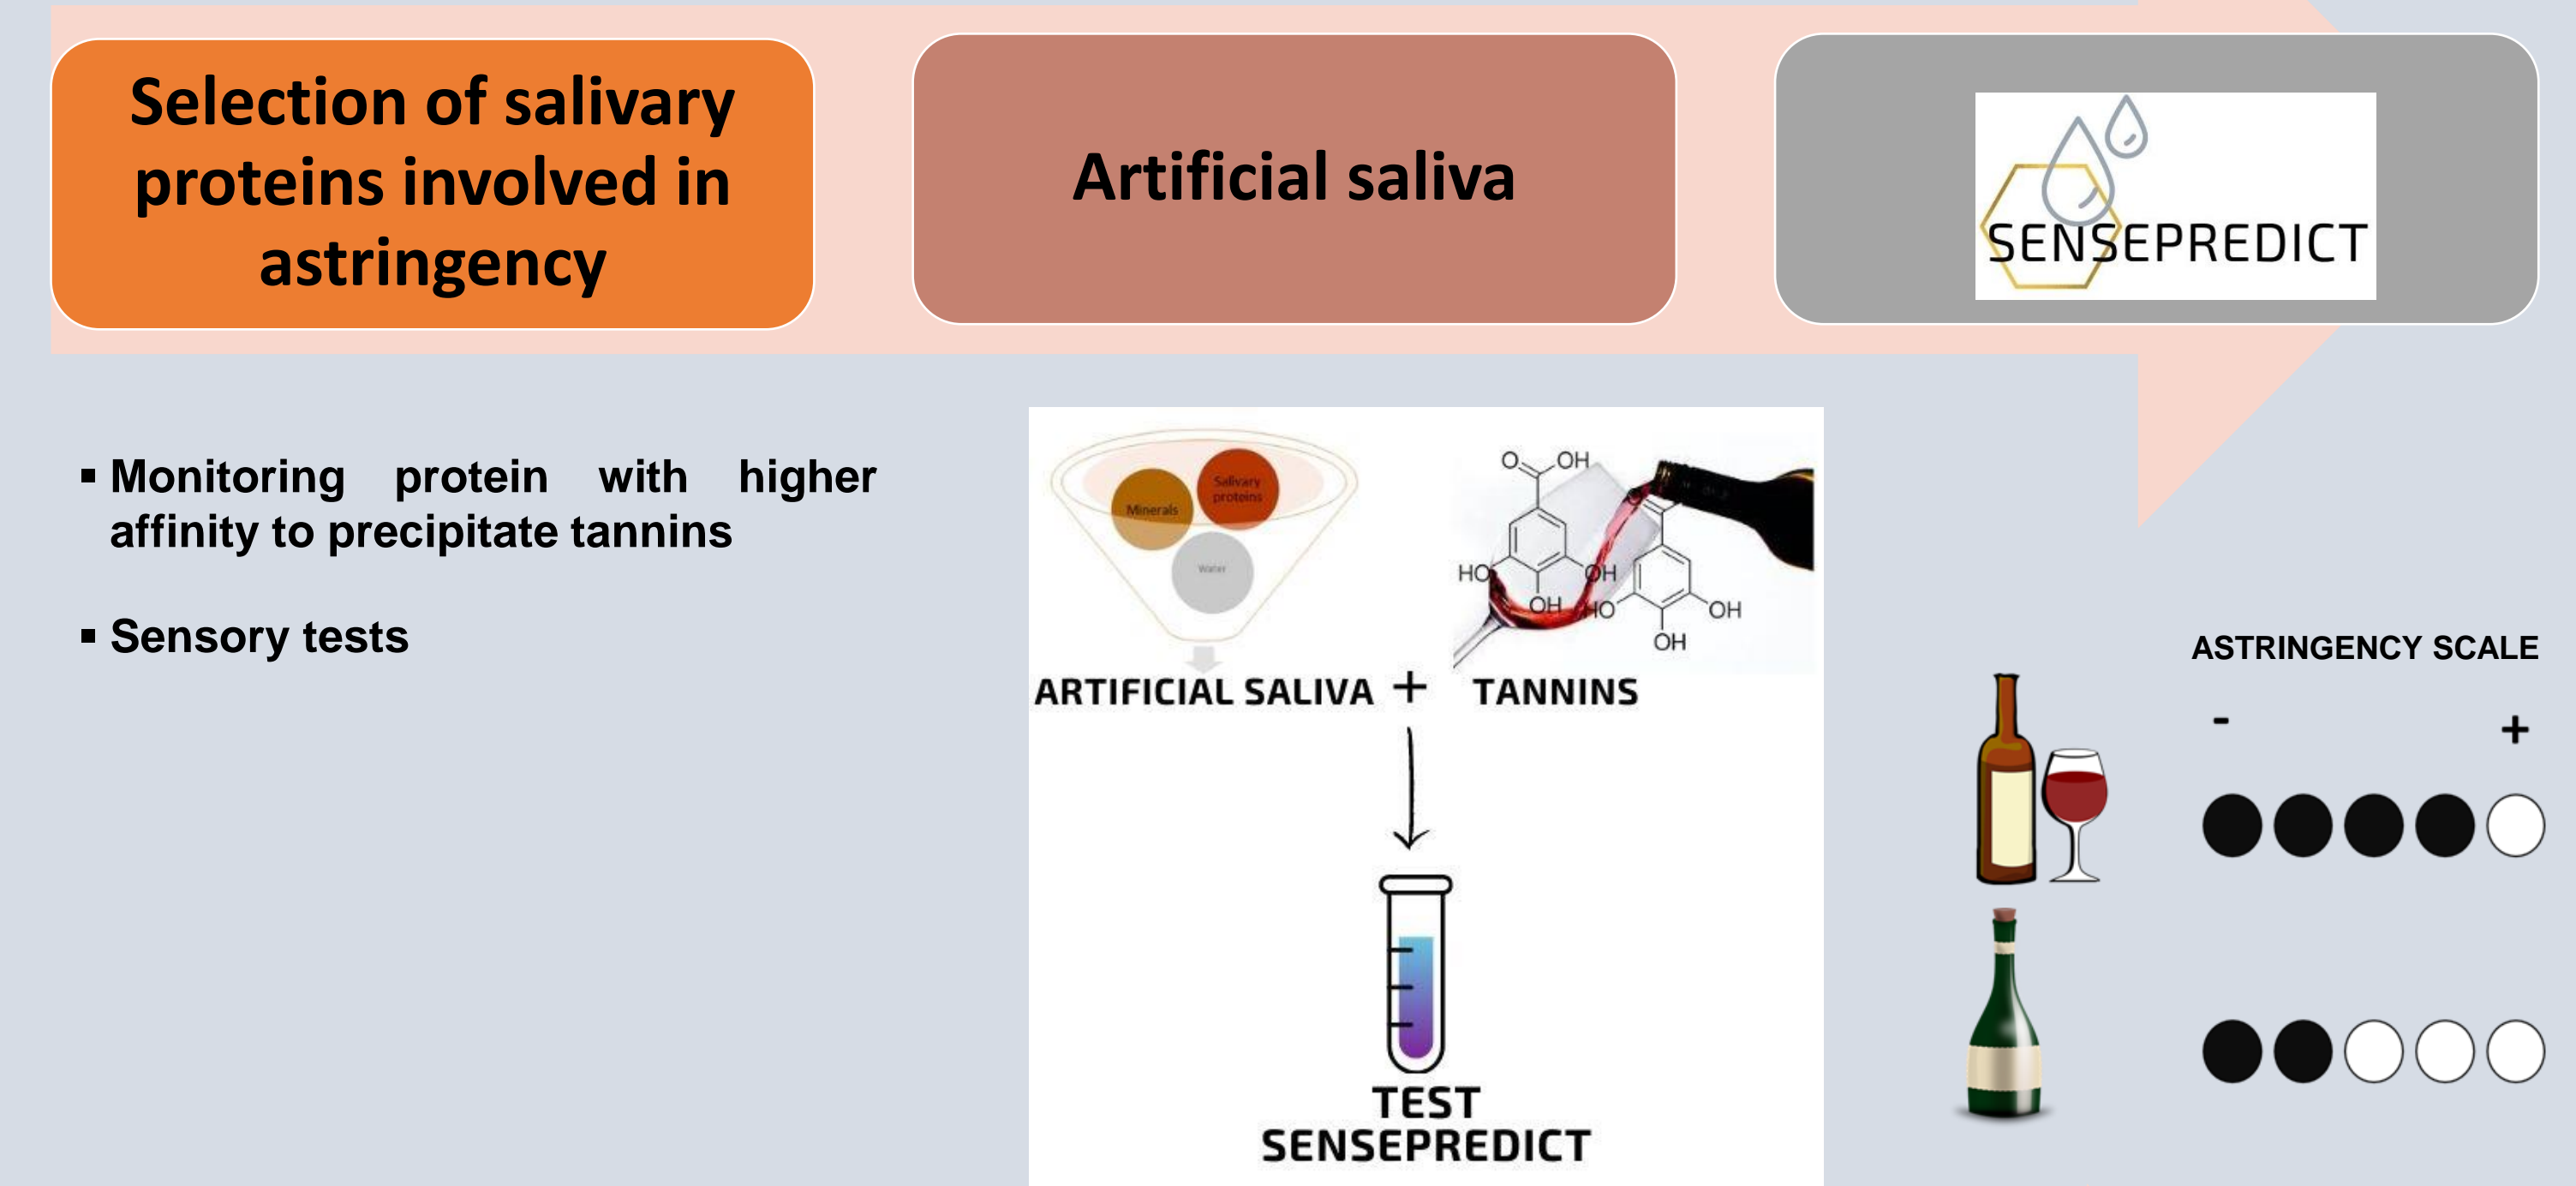 Selection of salivary
proteins involved in
astringency
Artificial saliva
SENSEPREDICT
▪ Monitoring protein with higher
affinity to precipitate tannins
▪ Sensory tests
Minerals
Salivary
proteins
Water
O
OH
HO
OH
OH
HO
OH
OH
ARTIFICIAL SALIVA + TANNINS
TEST
SENSEPREDICT
ASTRINGENCY SCALE
- +